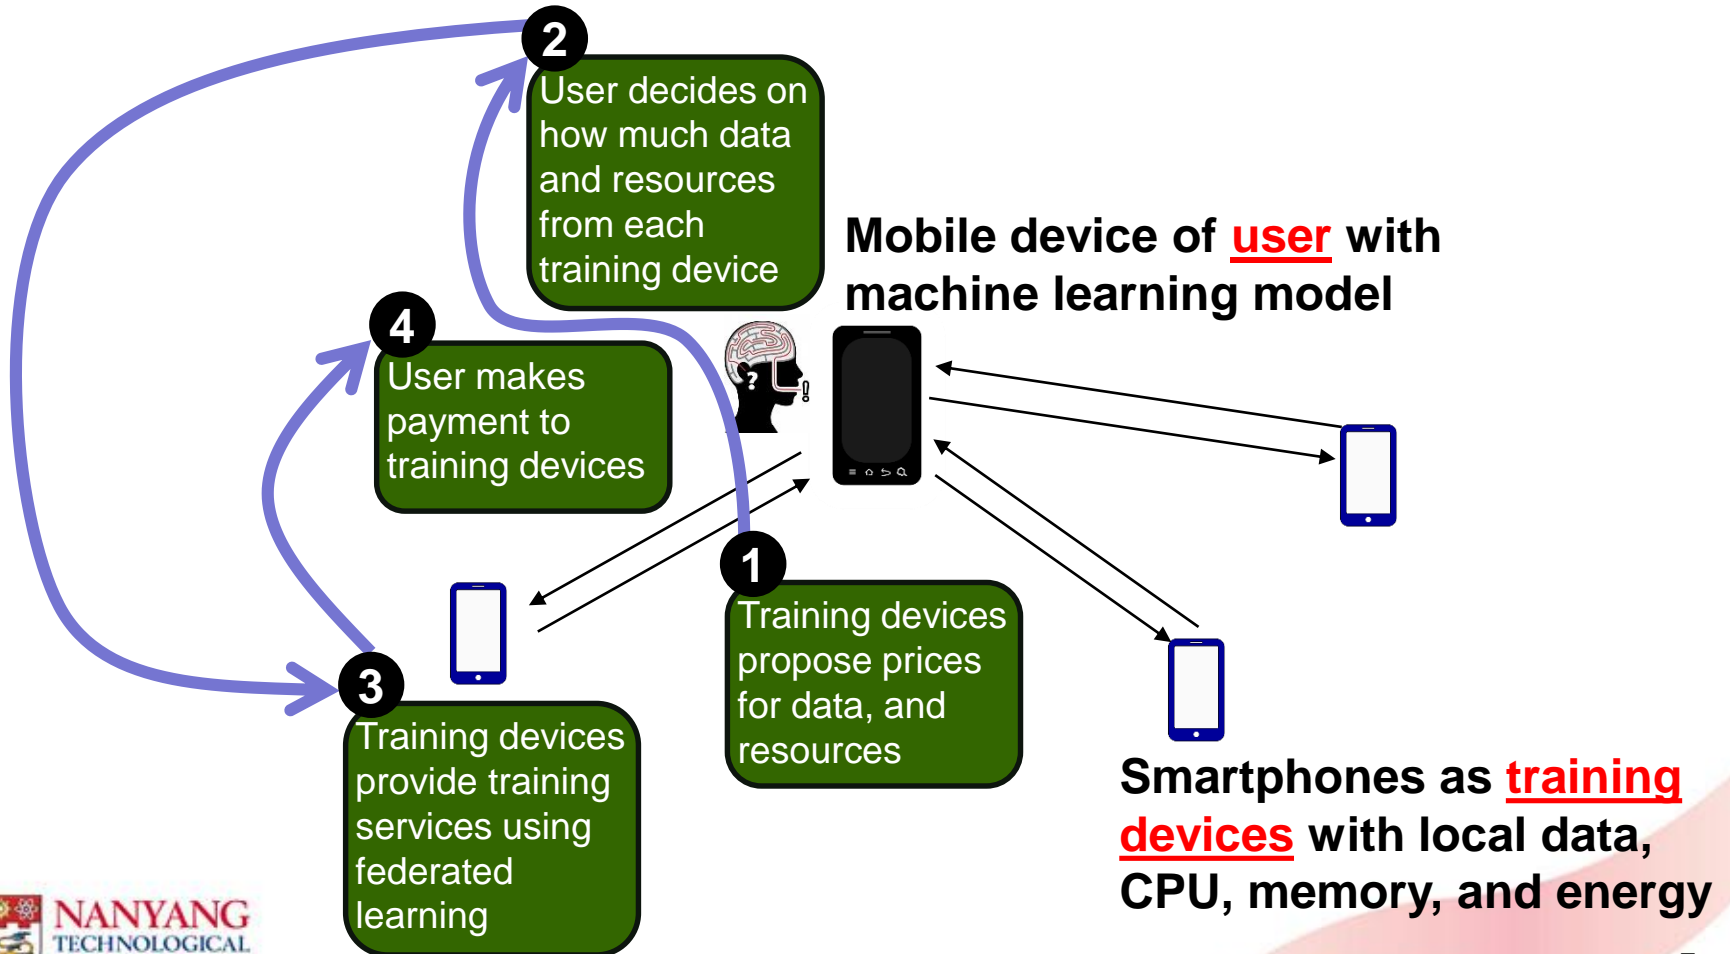 2
User decides on
how much data
and resources
from each
training device
Mobile device of user with
machine learning model
4
User makes
payment to
training devices
?
!
1
Training devices
propose prices
for data, and
resources
3
Training devices
provide training
services using
federated
learning
Smartphones as training
devices with local data,
CPU, memory, and energy
NANYANG
TECHNOLOGICAL